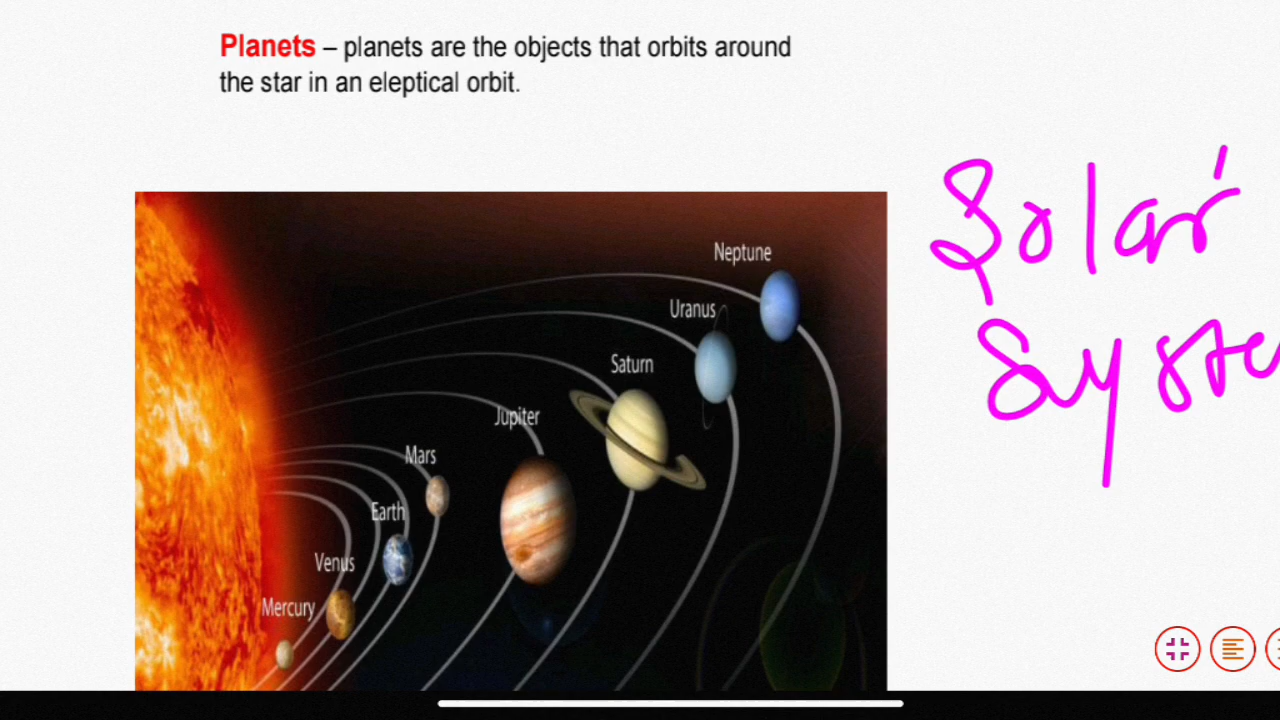 Planets – planets are the objects that orbits around
the star in an eleptical orbit.
Solar
Syste
Neptune
Uranus
Saturn
Jupiter
Mars
Earth
Venus
Mercury